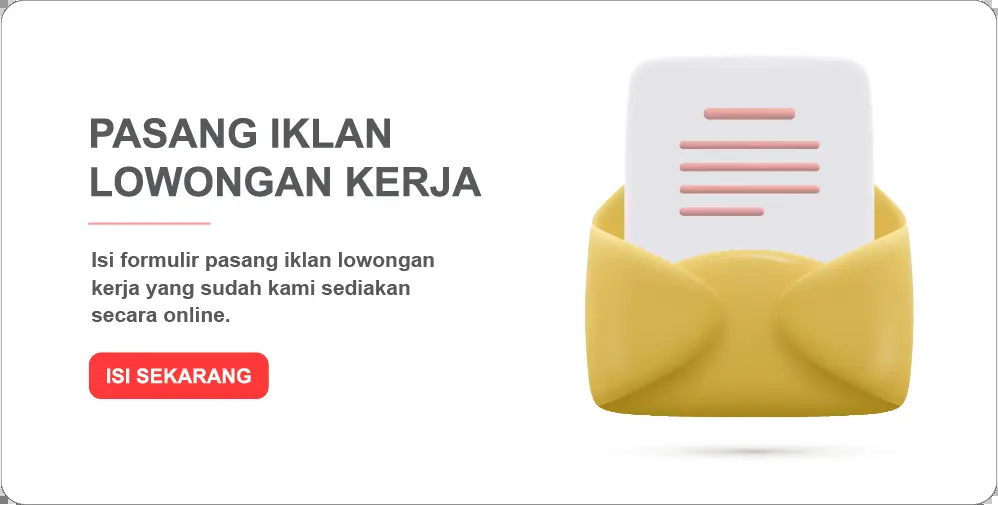 PASANG IKLAN
LOWONGAN KERJA
Isi formulir pasang iklan lowongan
kerja yang sudah kami sediakan
secara online.
ISI SEKARANG